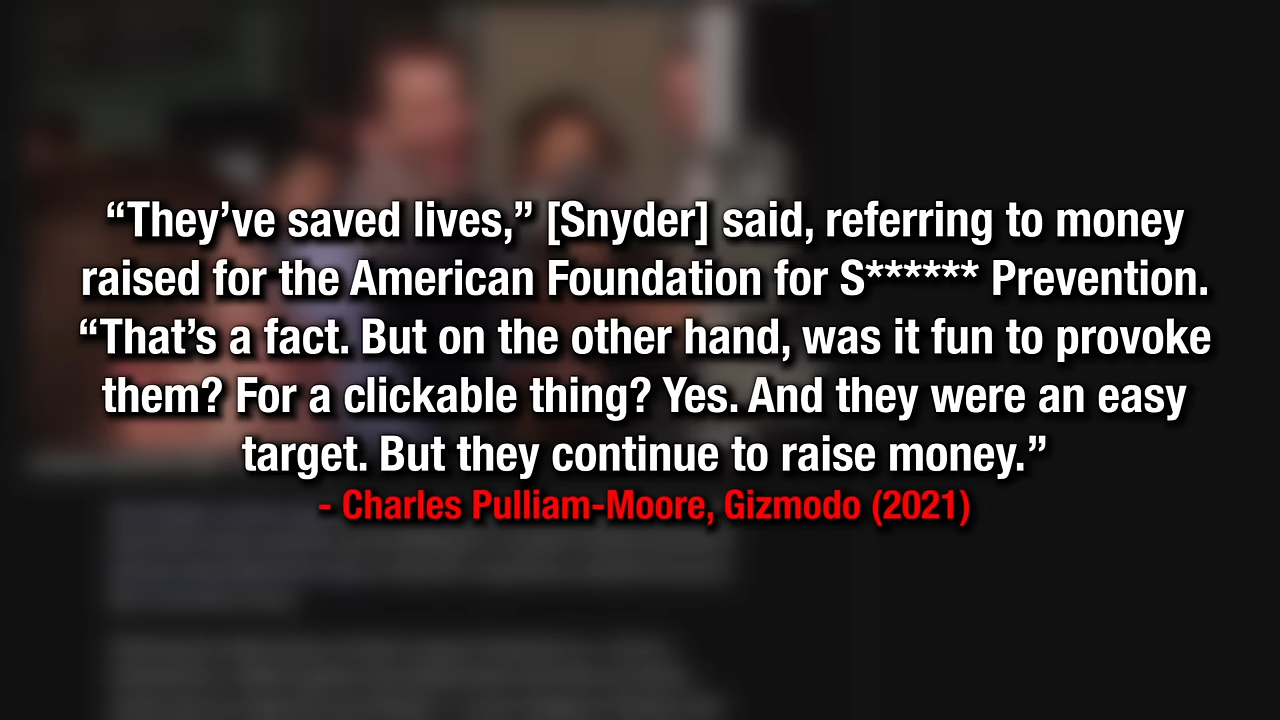 “They’ve saved lives,” [Snyder] said, referring to money
raised for the American Foundation for S****** Prevention.
“That’s a fact. But on the other hand, was it fun to provoke
them? For a clickable thing? Yes. And they were an easy
target. But they continue to raise money.”
- Charles Pulliam-Moore, Gizmodo (2021)